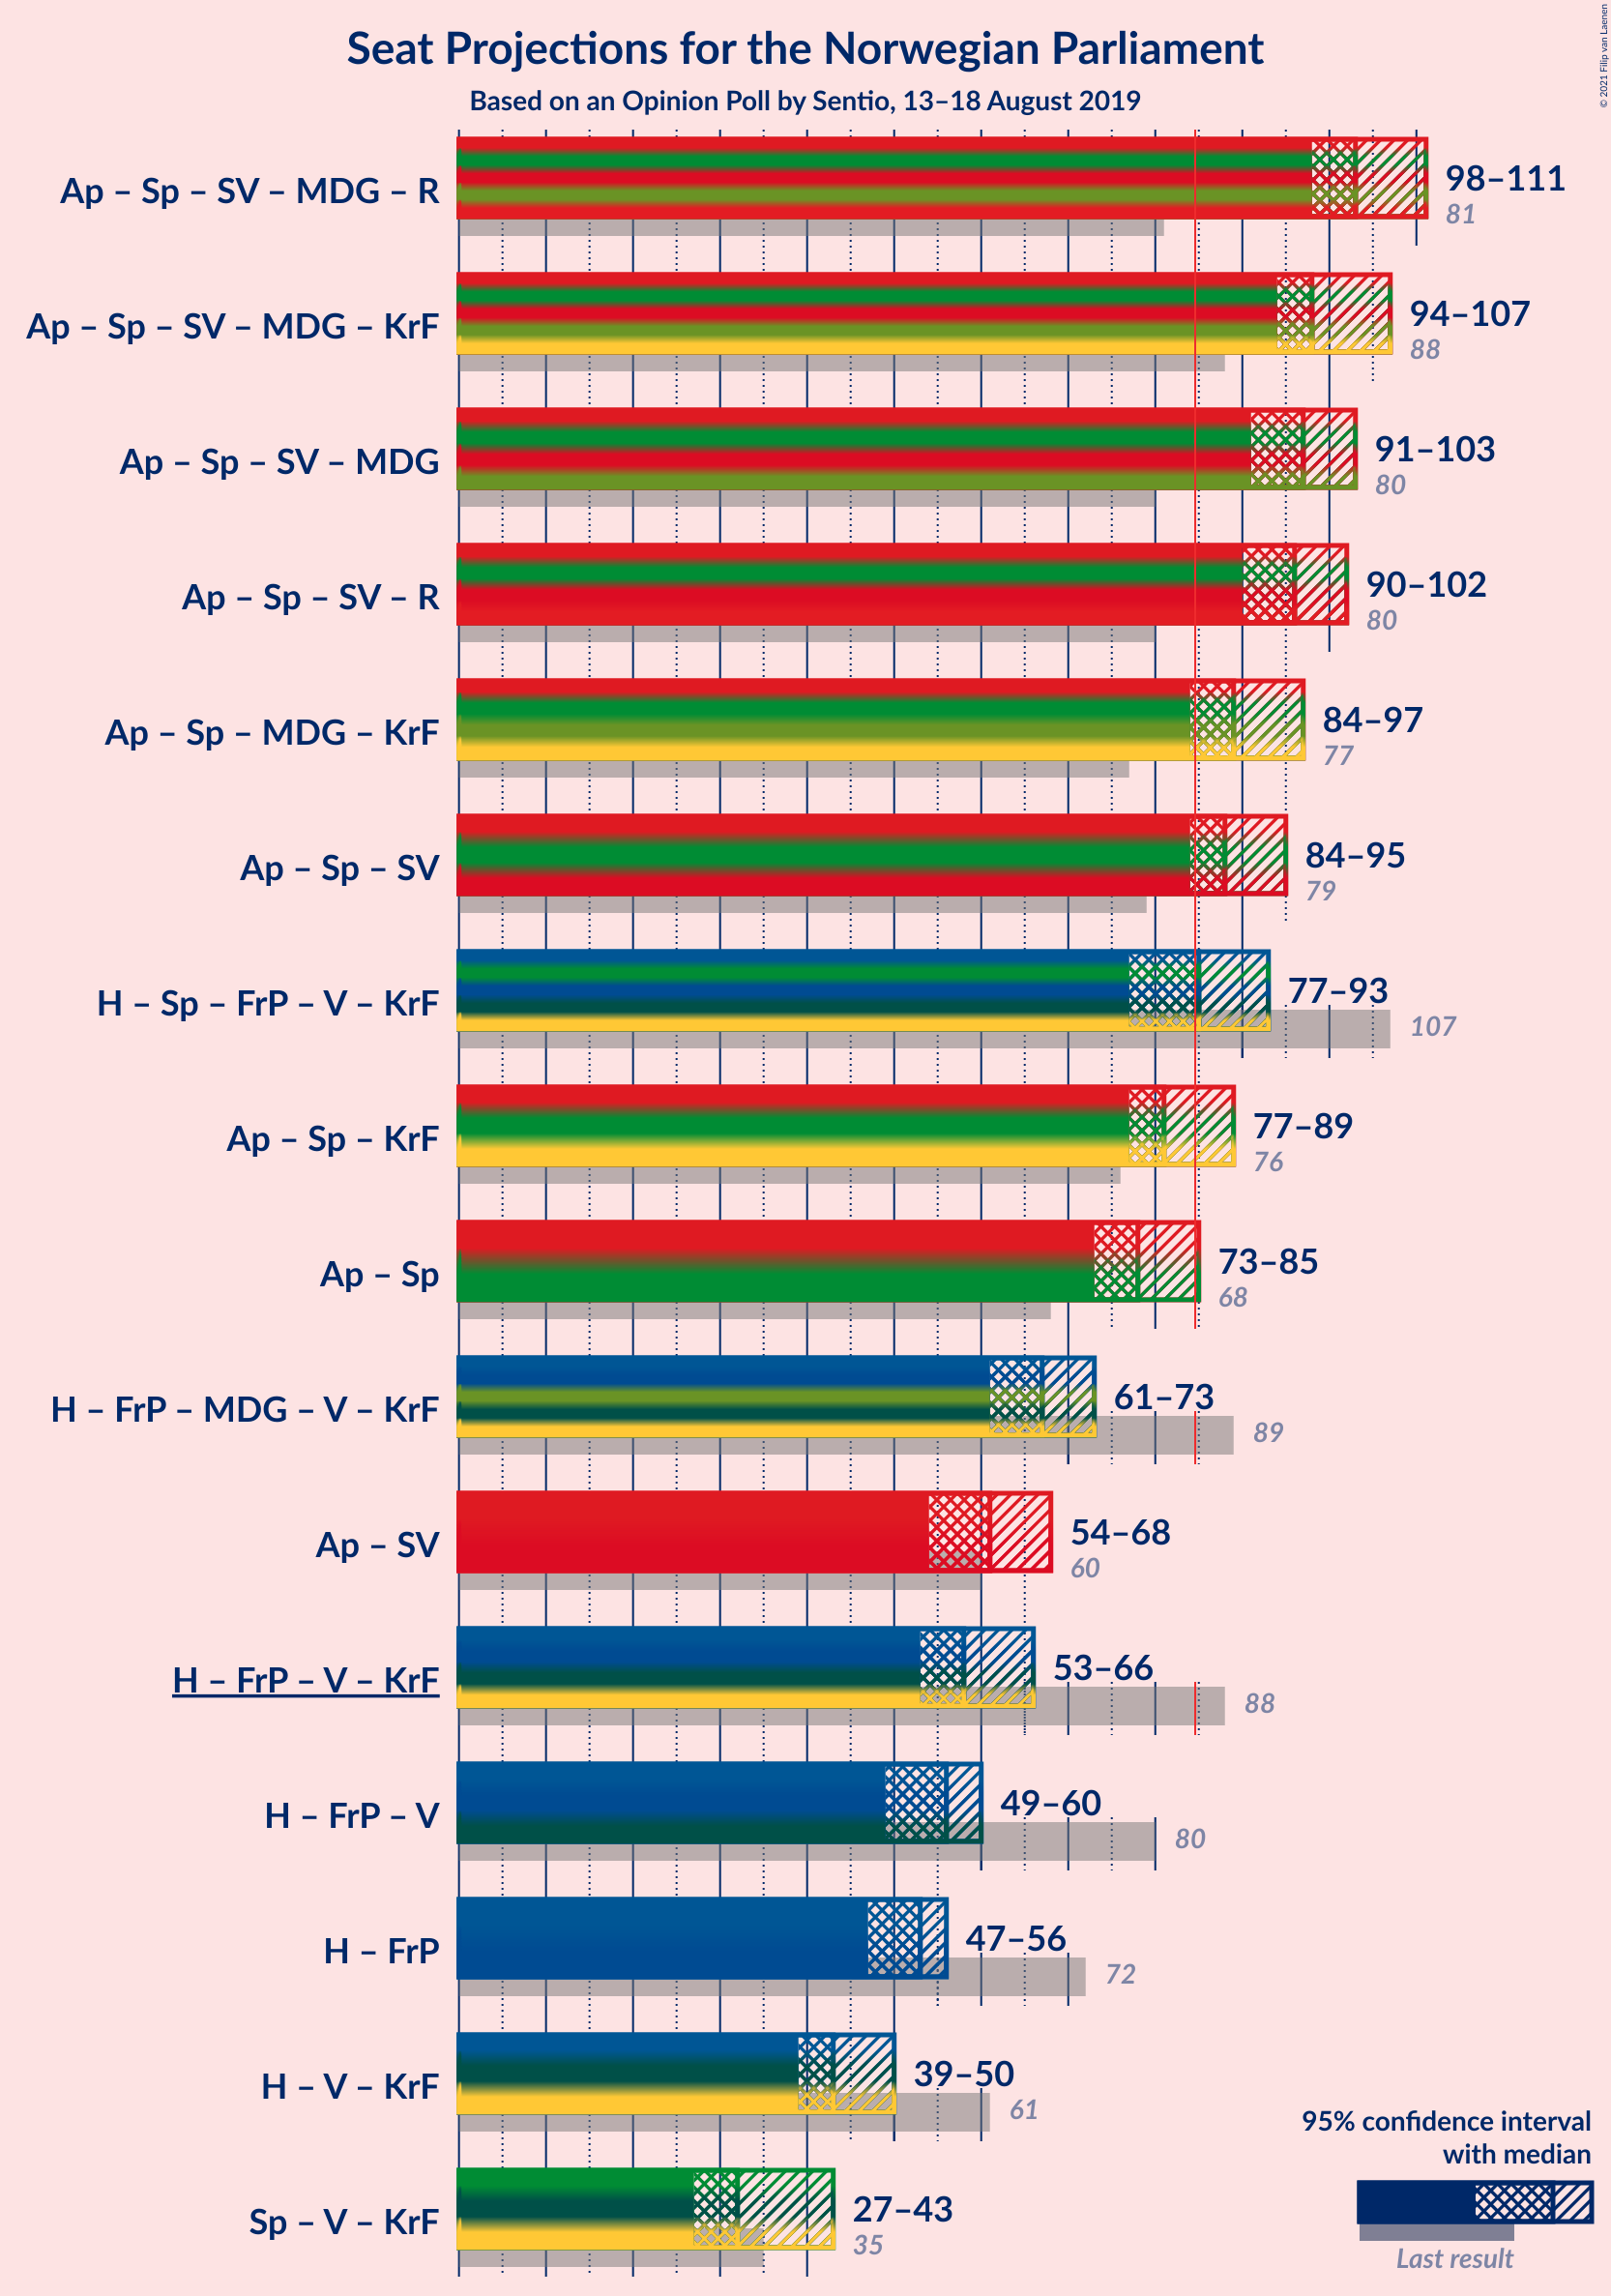 Seat Projections for the Norwegian Parliament
Based on an Opinion Poll by Sentio, 13–18 August 2019
© 2021 Filip van Laenen
Ap – Sp – SV – MDG – R
98–111
81
Ap – Sp – SV – MDG – KrF
94–107
88
Ap – Sp – SV – MDG
91–103
80
Ap – Sp – SV – R
90–102
80
Ap – Sp – MDG – KrF
84–97
77
Ap – Sp – SV
84–95
79
H – Sp – FrP – V – KrF
77–93
107
Ap – Sp – KrF
77–89
76
Ap – Sp
73–85
68
H – FrP – MDG – V – KrF
61–73
89
Ap – SV
54–68
60
H – FrP – V – KrF
53–66
88
H – FrP – V
49–60
80
H – FrP
47–56
72
H – V – KrF
39–50
61
Sp – V – KrF
27–43
35
95% confidence interval
with median
Last result